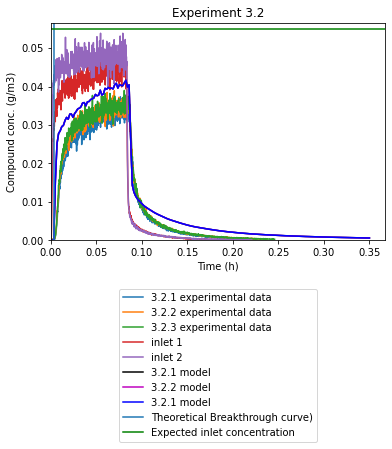 Experiment 3.2
Compound conc. (g/m3)
0.05
0.04
0.03
0.02
0.01
0.00
0.00 0.05 0.10 0.15 0.20 0.25 0.30 0.35
Time (h)
3.2.1 experimental data
3.2.2 experimental data
3.2.3 experimental data
inlet 1
inlet 2
3.2.1 model
3.2.2 model
3.2.1 model
Theoretical Breakthrough curve)
Expected inlet concentration